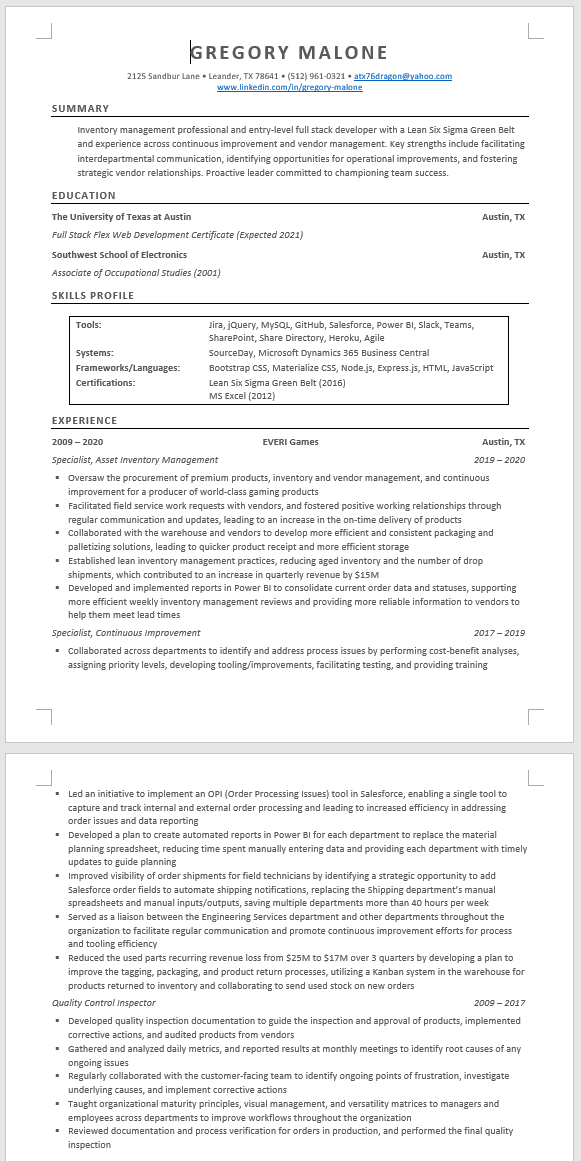 GREGORY MALONE
2125 Sandbur Lane • Leander, TX 78641 • (512) 961-0321 • atx76dragon@yahoo.com
www.linkedin.com/in/gregory-malone
SUMMARY
Inventory management professional and entry-level full stack developer with a Lean Six Sigma Green Belt
and experience across continuous improvement and vendor management. Key strengths include facilitating
interdepartmental communication, identifying opportunities for operational improvements, and fostering
strategic vendor relationships. Proactive leader committed to championing team success.
EDUCATION
The University of Texas at Austin Austin, TX
Full Stack Flex Web Development Certificate (Expected 2021)
Southwest School of Electronics Austin, TX
Associate of Occupational Studies (2001)
SKILLS PROFILE
Tools: Jira, jQuery, MySQL, GitHub, Salesforce, Power BI, Slack, Teams,
SharePoint, Share Directory, Heroku, Agile
Systems: SourceDay, Microsoft Dynamics 365 Business Central
Frameworks/Languages: Bootstrap CSS, Materialize CSS, Node.js, Express.js, HTML, JavaScript
Certifications: Lean Six Sigma Green Belt (2016)
MS Excel (2012)
EXPERIENCE
2009 – 2020 EVERI Games Austin, TX
Specialist, Asset Inventory Management 2019 – 2020
▪ Oversaw the procurement of premium products, inventory and vendor management, and continuous
improvement for a producer of world-class gaming products
▪ Facilitated field service work requests with vendors, and fostered positive working relationships through
regular communication and updates, leading to an increase in the on-time delivery of products
▪ Collaborated with the warehouse and vendors to develop more efficient and consistent packaging and
palletizing solutions, leading to quicker product receipt and more efficient storage
▪ Established lean inventory management practices, reducing aged inventory and the number of drop
shipments, which contributed to an increase in quarterly revenue by $15M
▪ Developed and implemented reports in Power BI to consolidate current order data and statuses, supporting
more efficient weekly inventory management reviews and providing more reliable information to vendors to
help them meet lead times
Specialist, Continuous Improvement 2017 – 2019
▪ Collaborated across departments to identify and address process issues by performing cost-benefit analyses,
assigning priority levels, developing tooling/improvements, facilitating testing, and providing training
▪ Led an initiative to implement an OPI (Order Processing Issues) tool in Salesforce, enabling a single tool to
capture and track internal and external order processing and leading to increased efficiency in addressing
order issues and data reporting
▪ Developed a plan to create automated reports in Power BI for each department to replace the material
planning spreadsheet, reducing time spent manually entering data and providing each department with timely
updates to guide planning
▪ Improved visibility of order shipments for field technicians by identifying a strategic opportunity to add
Salesforce order fields to automate shipping notifications, replacing the Shipping department's manual
spreadsheets and manual inputs/outputs, saving multiple departments more than 40 hours per week
▪ Served as a liaison between the Engineering Services department and other departments throughout the
organization to facilitate regular communication and promote continuous improvement efforts for process
and tooling efficiency
▪ Reduced the used parts recurring revenue loss from $25M to $17M over 3 quarters by developing a plan to
improve the tagging, packaging, and product return processes, utilizing a Kanban system in the warehouse for
products returned to inventory and collaborating to send used stock on new orders
Quality Control Inspector 2009 – 2017
▪ Developed quality inspection documentation to guide the inspection and approval of products, implemented
corrective actions, and audited products from vendors
▪ Gathered and analyzed daily metrics, and reported results at monthly meetings to identify root causes of any
ongoing issues
▪ Regularly collaborated with the customer-facing team to identify ongoing points of frustration, investigate
underlying causes, and implement corrective actions
▪ Taught organizational maturity principles, visual management, and versatility matrices to managers and
employees across departments to improve workflows throughout the organization
▪ Reviewed documentation and process verification for orders in production, and performed the final quality
inspection